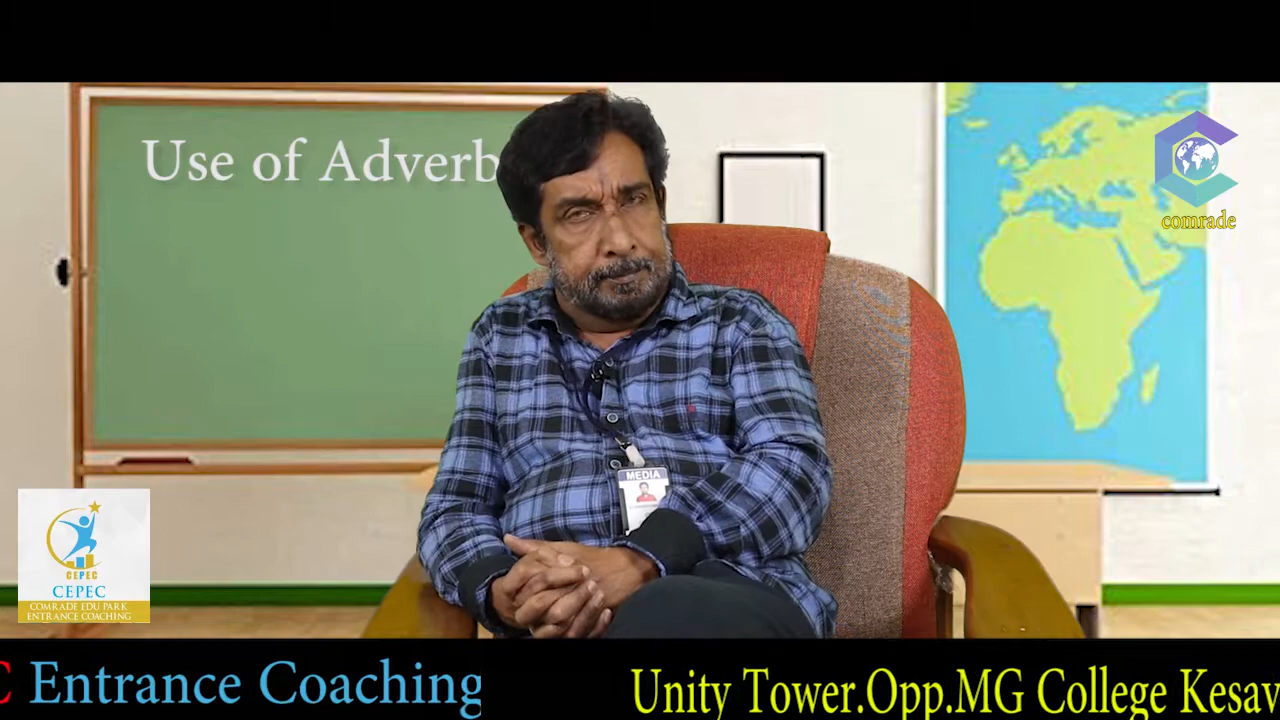 Use of Adverb
comrade
MEDIA
CEPEC
CEPEC
COMRADE EDU PARK
ENTRANCE COACHING
C Entrance Coaching
Unity Tower.Opp.MG College Kesav